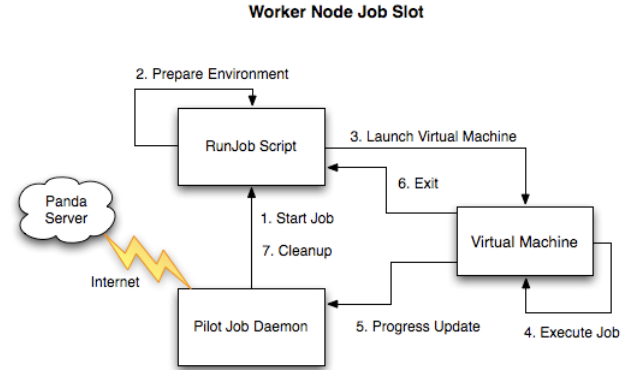 Worker Node Job Slot
2. Prepare Environment
RunJob Script
3. Launch Virtual Machine
6. Exit
Panda
Server
1. Start Job
7. Cleanup
Virtual Machine
Internet
Pilot Job Daemon
5. Progress Update
4. Execute Job